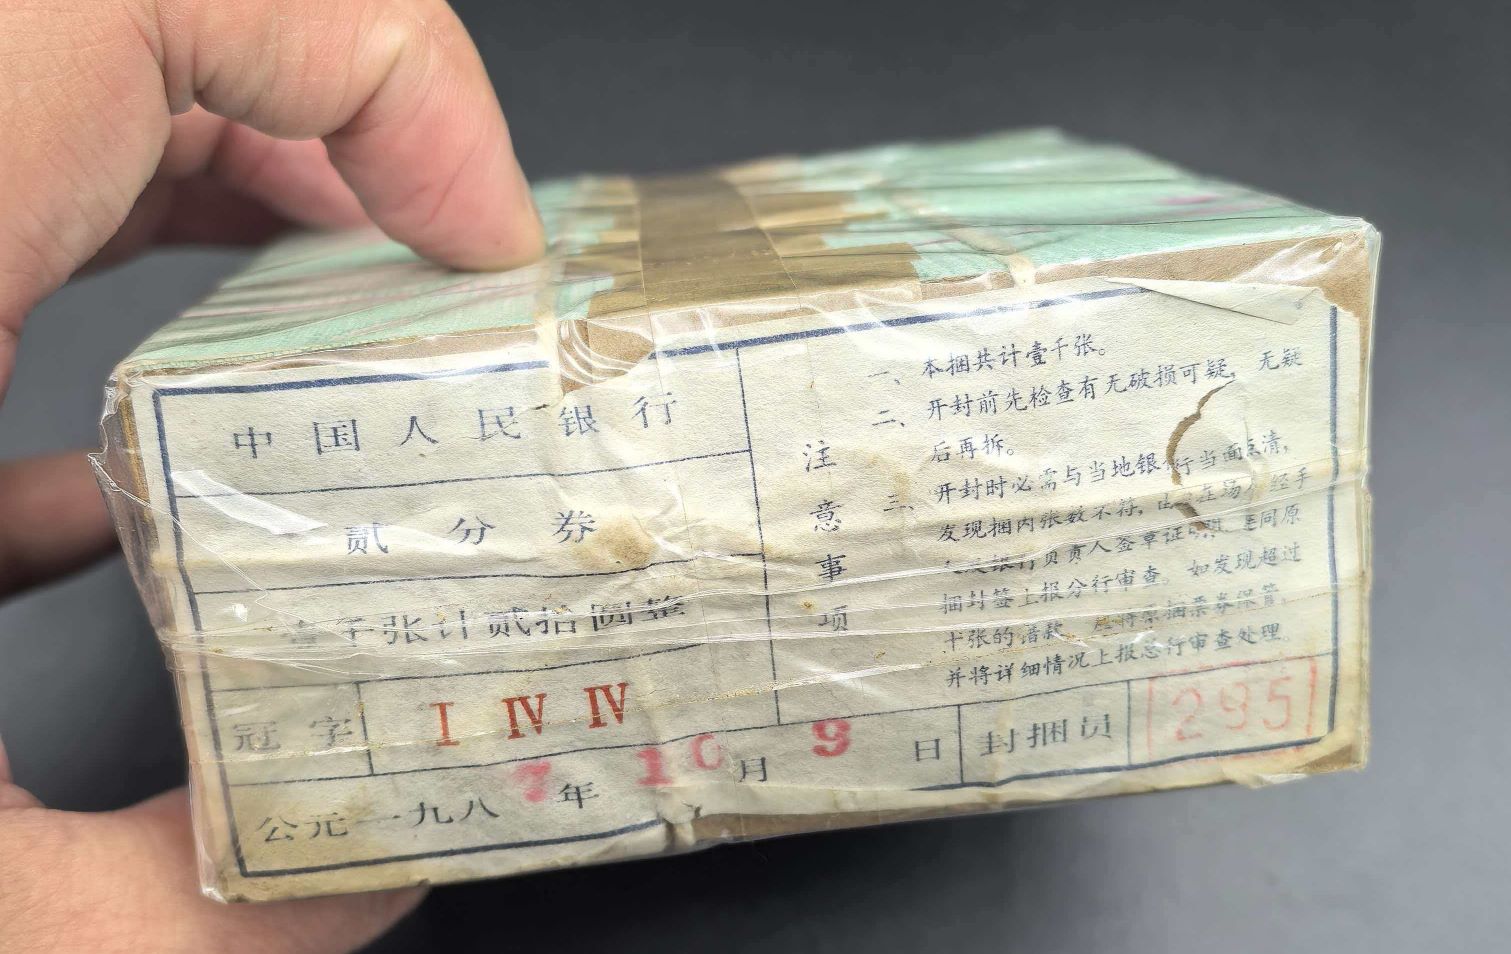 中国人民银行
贰分券
壹千张计贰拾圆整
冠字
I IV IV
公元一九八7年10月9日
封捆员
295
注意事项
一、本捆共计壹千张。
二、开封前先检查有无破损可疑，无疑
后再拆。
三、开封时必需与当地银行当面点清，
发现捆内张数不符，由 在场 经手
银行负责人签章证明 连同原
捆封签上报分行审查。如发现超过
十张的错款，应将原捆票券保管，
并将详细情况上报总行审查处理。